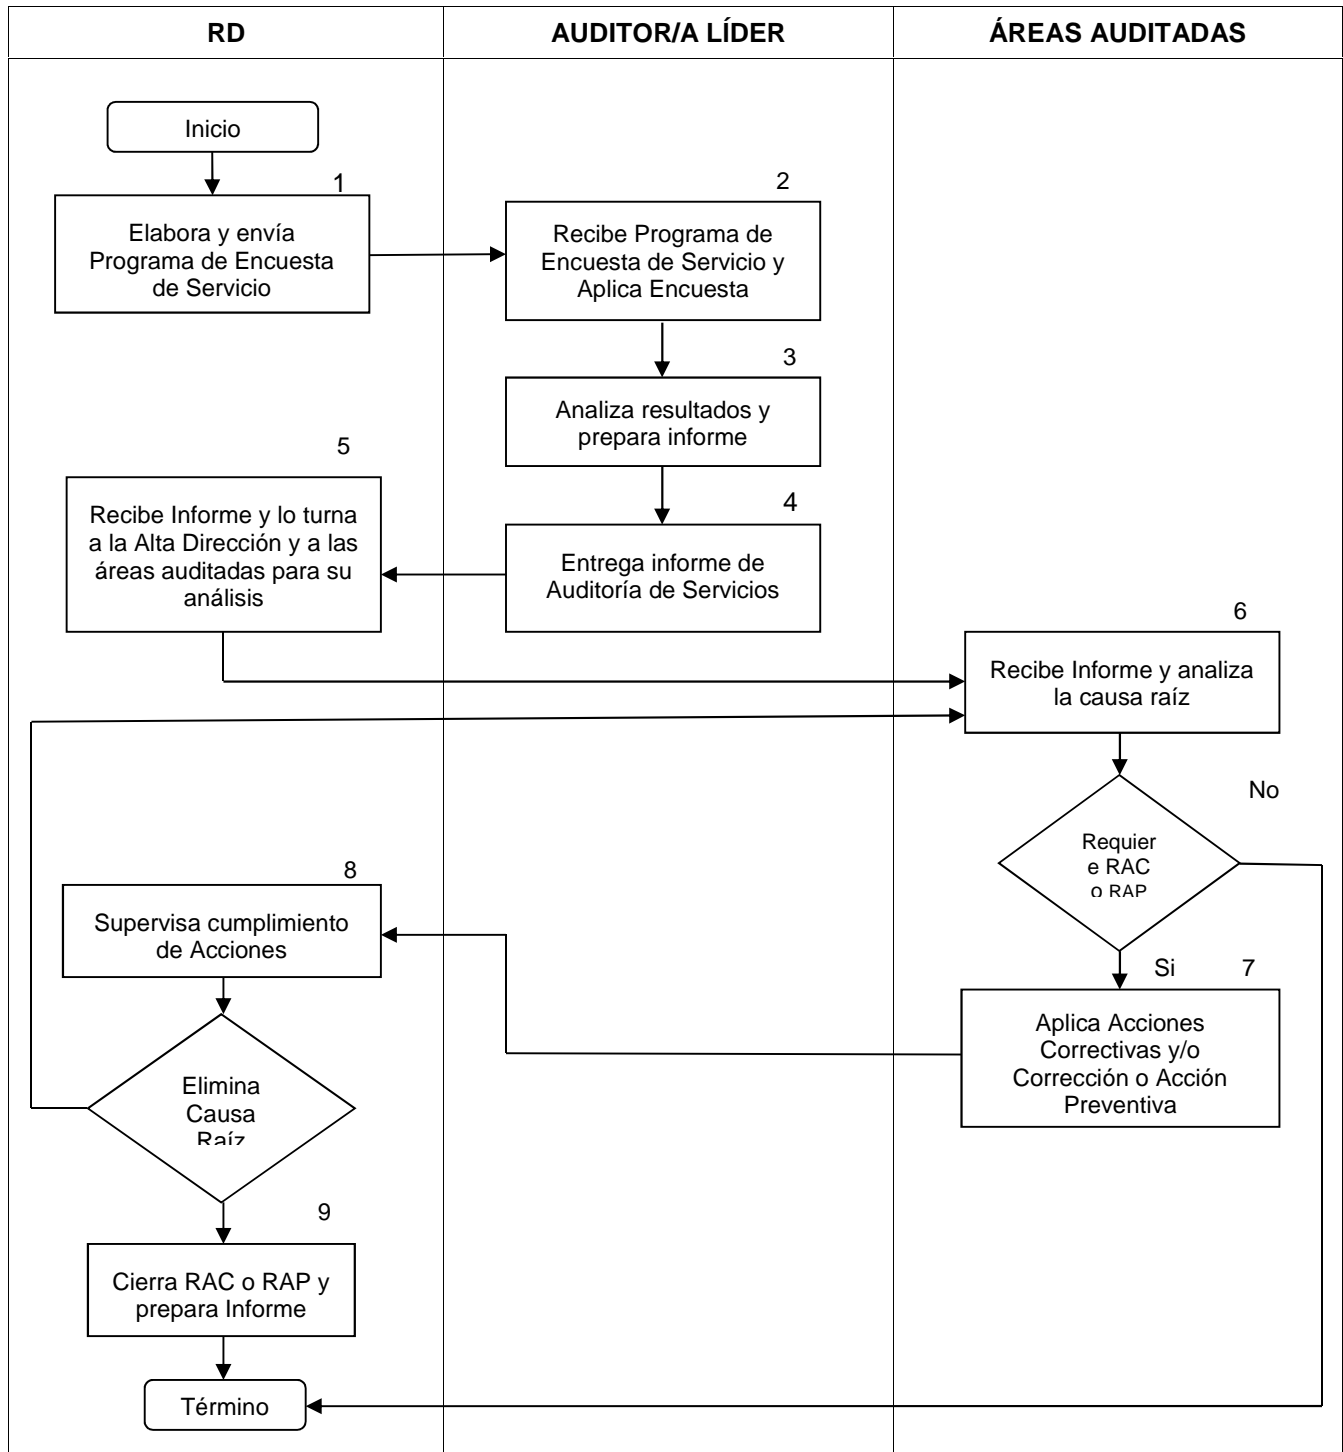 RD
AUDITOR/A LÍDER
ÁREAS AUDITADAS
Inicio
1
Elabora y envía
Programa de Encuesta
de Servicio
2
Recibe Programa de
Encuesta de Servicio y
Aplica Encuesta
3
Analiza resultados y
prepara informe
4
Entrega informe de
Auditoría de Servicios
5
Recibe Informe y lo turna
a la Alta Dirección y a las
áreas auditadas para su
análisis
6
Recibe Informe y analiza
la causa raíz
No
Requier
e RAC
o RAP
Si
7
Aplica Acciones
Correctivas y/o
Corrección o Acción
Preventiva
8
Supervisa cumplimiento
de Acciones
Elimina
Causa
Raíz
9
Cierra RAC o RAP y
prepara Informe
Término